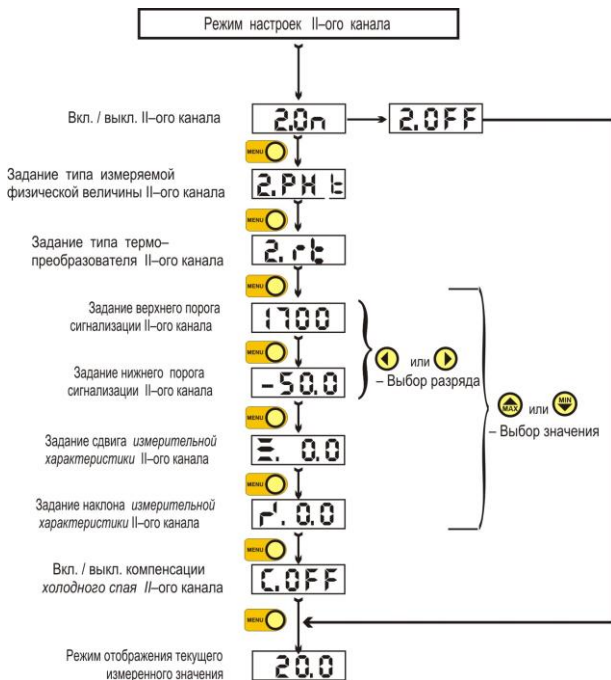 Режим настроек II–ого канала
Вкл. / выкл. II–ого канала
2.0n
2.0FF
MENU
Задание типа измеряемой
физической величины II–ого канала
2.PH t
MENU
Задание типа термо–
преобразователя II–ого канала
2. rt
MENU
Задание верхнего порога
сигнализации II–ого канала
1700
MENU
или
– Выбор разряда
Задание нижнего порога
сигнализации II–ого канала
-50.0
MAX
или
MIN
– Выбор значения
MENU
Задание сдвига измерительной
характеристики II–ого канала
0.0
MENU
Задание наклона измерительной
характеристики II–ого канала
0.0
MENU
Вкл. / выкл. компенсации
холодного спая II–ого канала
C.0FF
MENU
Режим отображения текущего
измеренного значения
20.0